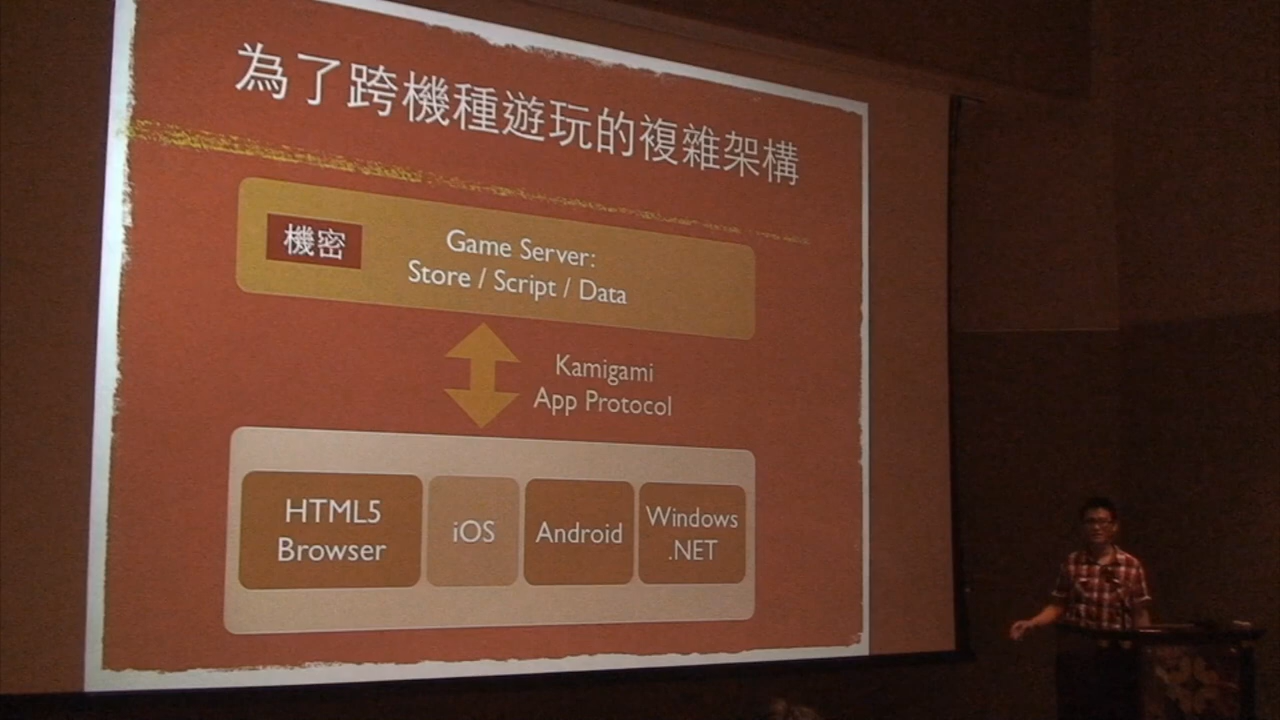 為了跨機種遊玩的複雜架構
機密
Game Server:
Store / Script / Data
Kamigami
App Protocol
HTML5
Browser
iOS
Android
Windows
.NET